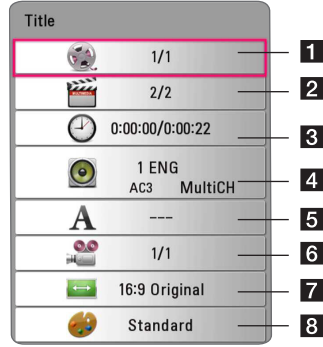 Title
1/1 1
2/2 2
0:00:00/0:00:22 3
1 ENG
AC3 MultiCH 4
A --- 5
1/1 6
16:9 Original 7
Standard 8